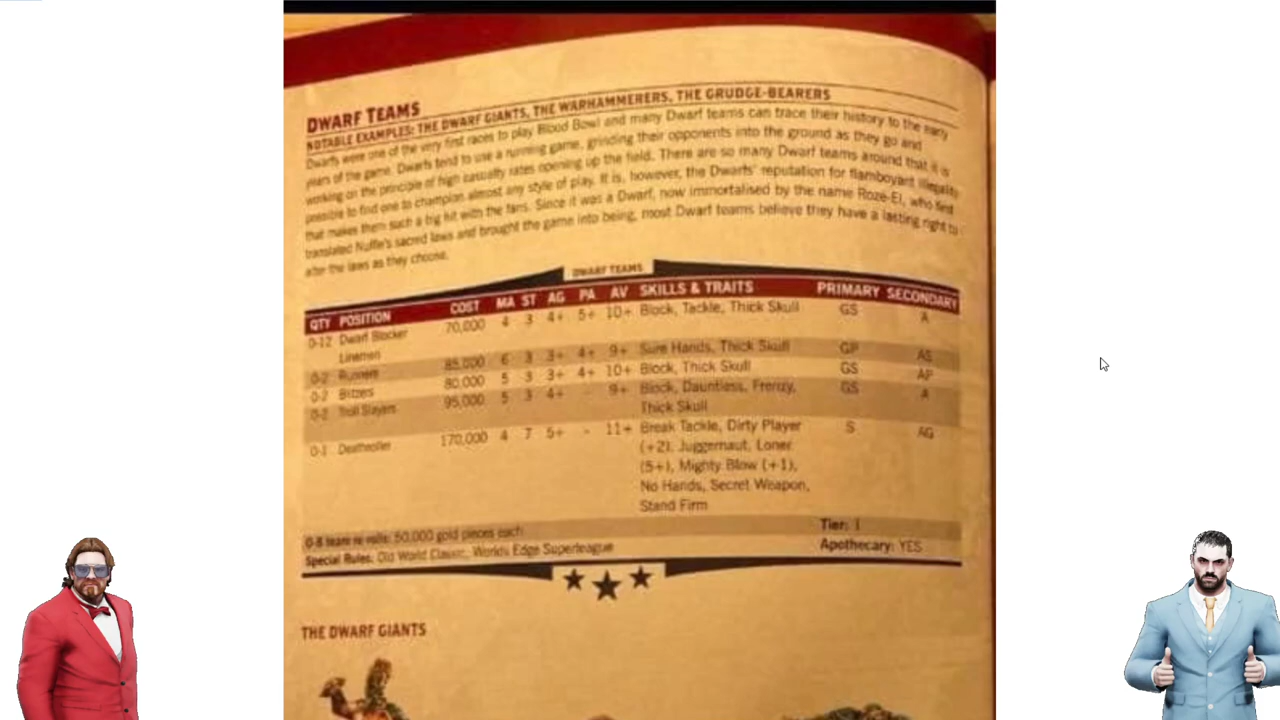 DWARF TEAMS
NOTABLE EXAMPLES: THE DWARF GIANTS, THE WARHAMMERERS, THE GRUDGE-BEARERS
Dwarfs were one of the very first races to play Blood Bowl and many Dwarf teams can trace their history to the early
years of the game. Dwarfs tend to use a running game, grinding their opponents into the ground as they go and
working on the principle of high casualty rates opening up the field. There are so many Dwarf teams around that it is
possible to find one to champion almost any style of play. It is, however, the Dwarfs' reputation for flamboyant illegality
that makes them such a big hit with the fans. Since it was a Dwarf, now immortalised by the name Roze-El, who first
translated Nuffle's sacred laws and brought the game into being, most Dwarf teams believe they have a lasting right to
alter the laws as they choose.
DWARF TEAMS
QTY POSITION COST MA ST AG PA AV SKILLS & TRAITS PRIMARY SECONDARY
0-12 Dwarf Blocker 70,000 4 3 4+ 5+ 10+ Block, Tackle, Thick Skull GS A
Linemen
0-2 Runners 85,000 6 3 3+ 4+ 9+ Sure Hands, Thick Skull GP AS
0-2 Blitzers 80,000 5 3 3+ 4+ 10+ Block, Thick Skull GS AP
0-2 Troll Slayers 95,000 5 3 4+ - 9+ Block, Dauntless, Frenzy, GS A
Thick Skull
0-1 Deathroller 170,000 4 7 5+ - 11+ Break Tackle, Dirty Player S AG
(+2), Juggernaut, Loner
(5+), Mighty Blow (+1),
No Hands, Secret Weapon,
Stand Firm
0-8 team re-rolls: 50,000 gold pieces each Tier: 1
Special Rules: Old World Classic, Worlds Edge Superleague Apothecary: YES
THE DWARF GIANTS